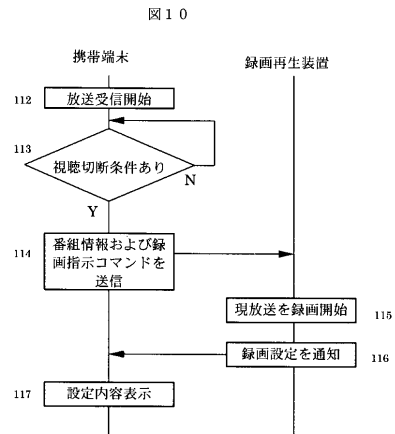 図10
携帯端末
録画再生装置
112
放送受信開始
113
視聴切断条件あり
N
Y
114
番組情報および録
画指示コマンドを
送信
現放送を録画開始
115
録画設定を通知
116
117
設定内容表示